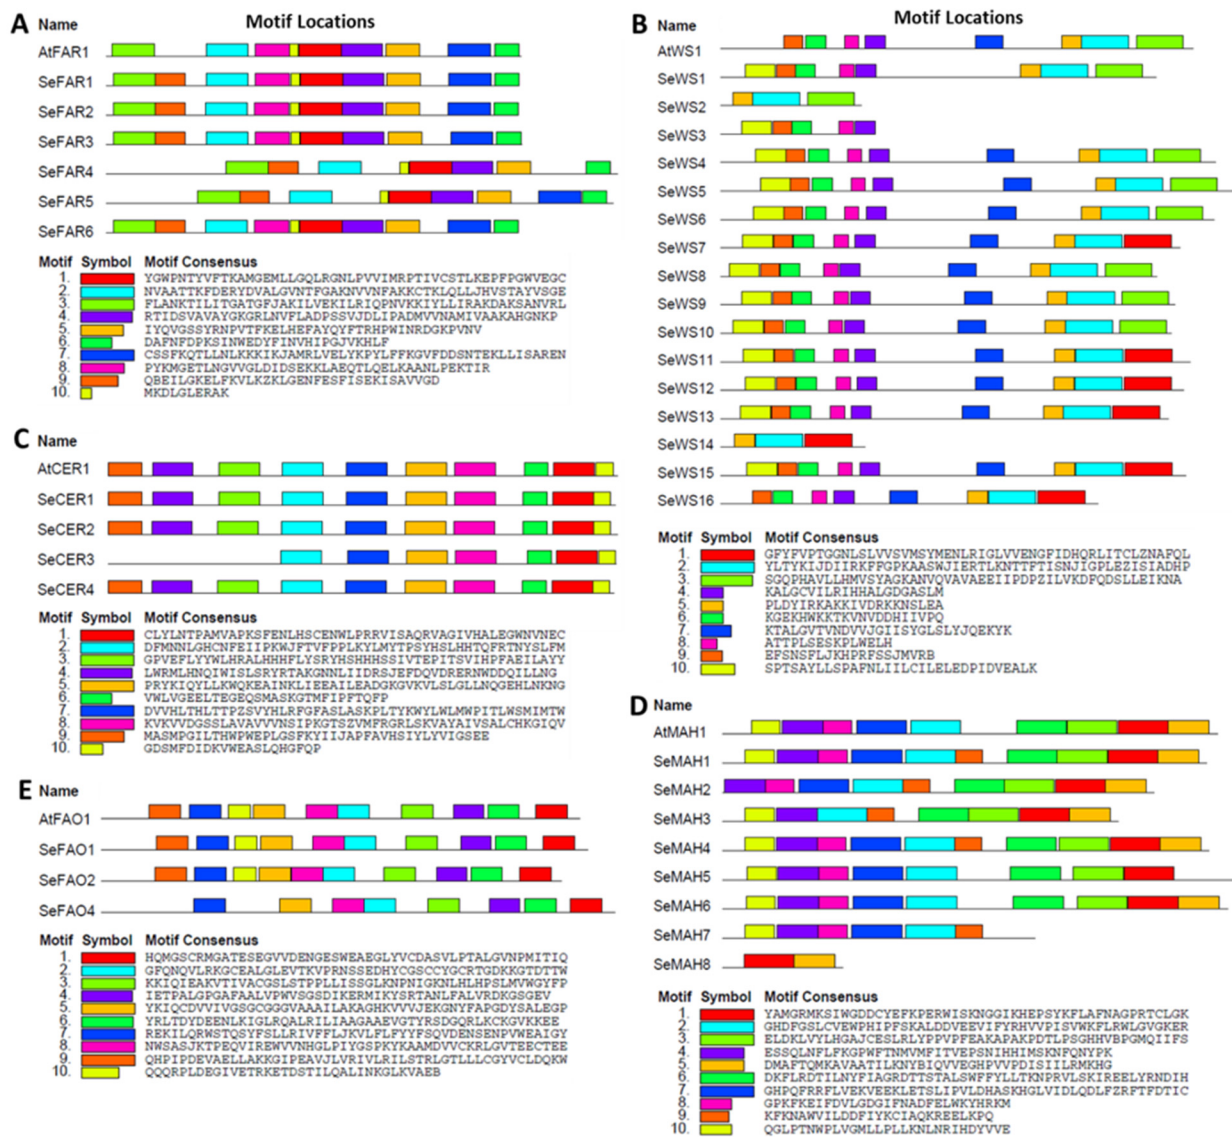 A
Name
Motif Locations
AtFAR1
SeFAR1
SeFAR2
SeFAR3
SeFAR4
SeFAR5
SeFAR6
Motif Symbol Motif Consensus
1. YGWPNTYVFTKAMGEMLLGQLRGNLPVVIMRPTIVCSTLKEPFPGWVEGC
2. NVAATTKFDERYDVALGVNTFGAKNVVNFAKKCTKLQLLJHVSTAYVSGE
3. FLANKTILITGATGFJAKILVEKILRIQPNVKKIYLLIRAKDAKSANVRL
4. RTIDSVAVAYGKGRLNVFLADPSSVJDLIPADMVVNAMIVAAKAHGNKP
5. IYQVGSSYRNPVTFKELHEFAYQYFTRHPWINRDGKPVNV
6. DAFNFDPKSINWEDYFINVHIPGJVKHLF
7. CSSFKQTLLNLKKKIKJAMRLVELYKPYLFFKGVFDDSNTEKLLISAREN
8. PYKMGETLNGVVGLDIDSEKKLAEQTLQELKAANLPEKTIR
9. QBEILGKELFKVLKZKLGENFESFISEKISAVVGD
10. MKDLGLERAK
B
Name
Motif Locations
AtWS1
SeWS1
SeWS2
SeWS3
SeWS4
SeWS5
SeWS6
SeWS7
SeWS8
SeWS9
SeWS10
SeWS11
SeWS12
SeWS13
SeWS14
SeWS15
SeWS16
Motif Symbol Motif Consensus
1. GFYFVPTGGNLSLVVSVMSYMENLRIGLVVENGFIDHQRLITCLZNAFQL
2. YLTYKIJDIIRKFFGPKAASWJIERTLKNTTFTISNJIGPLEZISIADHP
3. SGQPHAVLLHMVSYAGKANVQVAVAEEIIPDPZILVKDFQDSLLEIKNA
4. KALGCVILRIHHALGDGASLM
5. PLDYIRKAKKIVDRKKNSLEA
6. KGEKHWKKTKVNVDDHIIVPQ
7. KTALGVTVNDVVJGIISYGLSLYJQEKYK
8. ATTPLSESKPLWELH
9. EFSNSFLJKHPRFSSJMVRB
10. SPTSAYLLSPAFNLIILCILELEDPIDVEALK
C
Name
AtCER1
SeCER1
SeCER2
SeCER3
SeCER4
Motif Symbol Motif Consensus
1. CLYLNTPAMVAPKSFENLHSCENWLPRRVISAQRVAGIVHALEGWNVNEC
2. DFMNNLGHCNFEIIPKWJFTVFPPLKYLMYTPSYHSLHHTQFRTNYSLFM
3. GPVEFLYYWLHRALHHHFLYSRYHSHHHSSIVTEPITSVIHPFAEILAYY
4. LWRMLHNQIWISLSRYRTAKGNNLIIDRSJEFDQVDRERNWDDQILLNG
5. PRYKIQYLLKWQKEAINKLIEEAILEADGKGVKVLSLGLLNQGEHLNKNG
6. VWLVGEELTEGEQSMASKGTMFIPFTQFP
7. DVVHLTHLTTPZSVYHLRFGFASLASKPLTYKWYLWLMWPITLWSMIMTW
8. KVKVVDGSSLAVAVVNSIPKGTSZVMFRGRLSKVAYAIVSALCHKGIQV
9. MASMPGILTHWPWEPLGSFKYIIJAPFAVHSIYLYVIGSEE
10. GDSMFDIDKVWPWEASLQHGFQP
D
Name
AtMAH1
SeMAH1
SeMAH2
SeMAH3
SeMAH4
SeMAH5
SeMAH6
SeMAH7
SeMAH8
Motif Symbol Motif Consensus
1. YAMGRMKSIWGDDCYEFKPERWISKNGGIKHEPSYKFLAFNAGPRTCLGK
2. GHDFGSLCVEWPHIPFSKALDDVEEVIFYRHVVPISVWKFLRWLGVGKER
3. ELDKLVYLHGAJCESLRLYPPVPFEAKAPAKPDTLPSGHHVBPGMQIIFS
4. ESSQLNFLFKGPWFTNMVMFITVEPSNIHHIMSKNFQNYPK
5. DMAFTQMKAVAATILKNYBIQVVEGHPVVPDISIILRMKHG
6. DKFLRDTILNYFIAGRDTTSTALSWFFYLLTKNPRVLSKIREELYRNDIH
7. GHPQFRRFLVEKVEEKLETSLIPVLDHASKHGLVIDLQDLFZRFTFDTIC
8. GPKFKEIFDVLGDGIFNADFELWKYHRKM
9. KFKNAWVILDDFIYKCIAQKREELKPQ
10. QGLPTNWPLVGMLLPLLKNLNRIHDYVVE
E
Name
AtFAO1
SeFAO1
SeFAO2
SeFAO4
Motif Symbol Motif Consensus
1. HQMGSCRMGATESEGVVDENGESWEAEGLYVCDASVLPTALGVNPMITIQ
2. GFQNQVLRKGCEALGLEVTKVPRNSSEDHYCGSCCYGCRTGDKKGTDTTW
3. KKIQIEAKVTIVACGSLSTPPLLISSGLKNPNIGKNLHLHPSLMVWGYFP
4. IETPALGPGAFAALVPWVSGSDIKERMIKYSRTANLFALVRDKGSGEV
5. YKIQCDVVIVGSGCGGGVAAAILAKAGHKVVVJEKGNYFAPGDYSALEGP
6. YRLTDYDEENLKIGLRQALRILIAAGAAEVGTYRSDGQRLKCKGVKKEE
7. REKILQRWSTQSYFSLLRIVFFLJKVLFLFYYFSQVDENSENPVWEAIGY
8. NWSASJKTPEQVIREWVVNHGLPIYGSPKYKAAMDVVCKRLGVTEECTEE
9. QHPIPDEVAELLAKKGIPEAVJLVRIVLRILSTRLGTLLLCGYVCLDQKW
10. QQQRPLDEGIVETRKETDSTILQALINKGLKVAEB